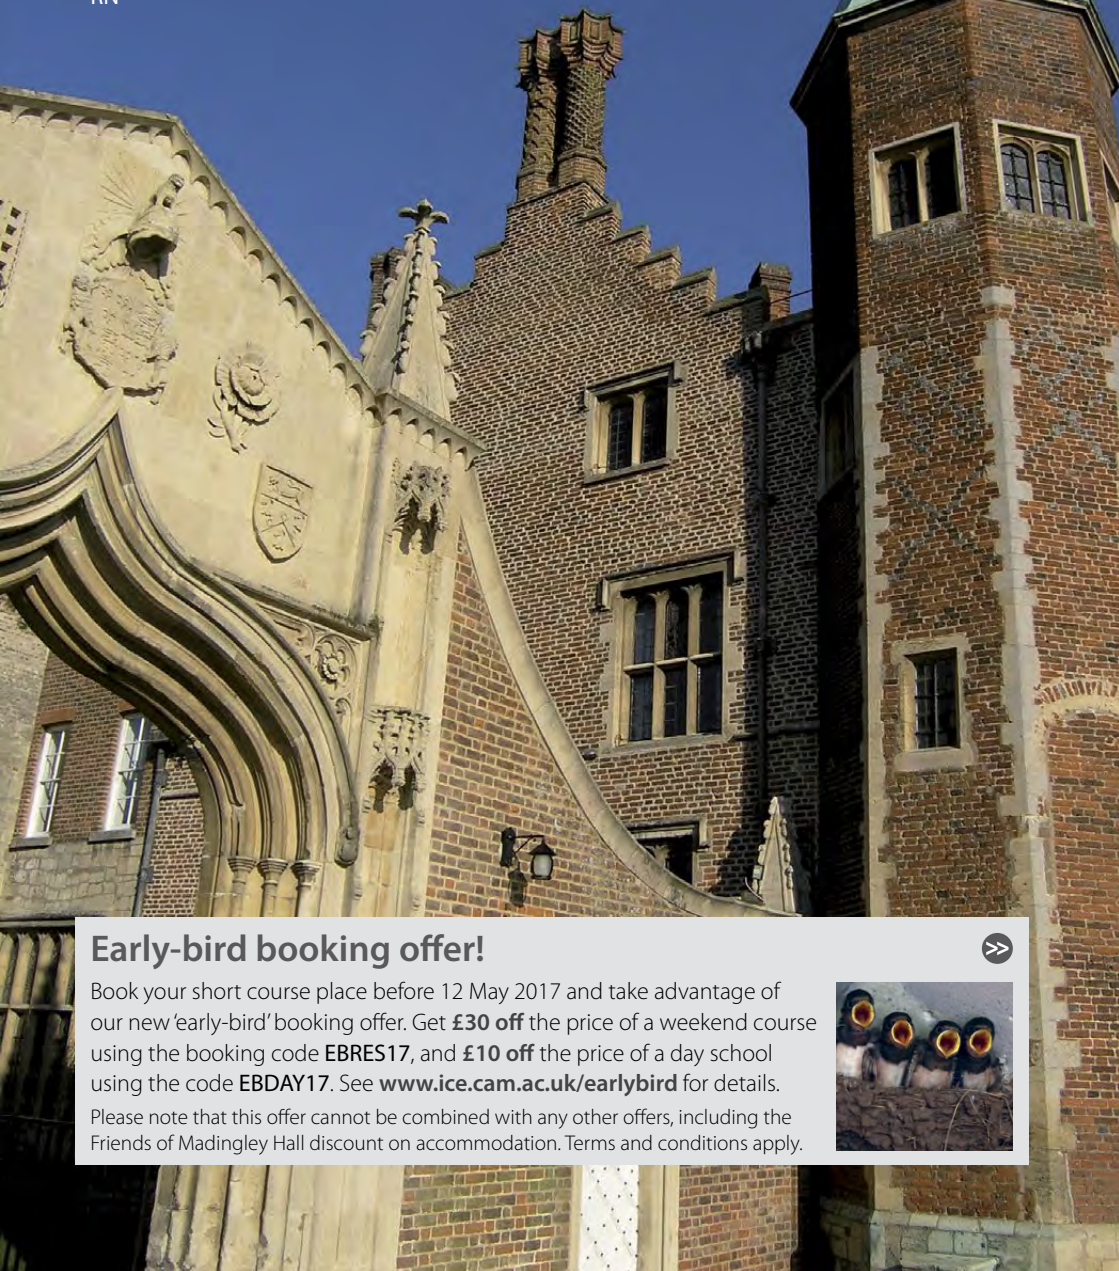 Early-bird booking offer!
Book your short course place before 12 May 2017 and take advantage of
our new ‘early-bird’ booking offer. Get £30 off the price of a weekend course
using the booking code EBRES17, and £10 off the price of a day school
using the code EBDAY17. See www.ice.cam.ac.uk/earlybird for details.
Please note that this offer cannot be combined with any other offers, including the
Friends of Madingley Hall discount on accommodation. Terms and conditions apply.